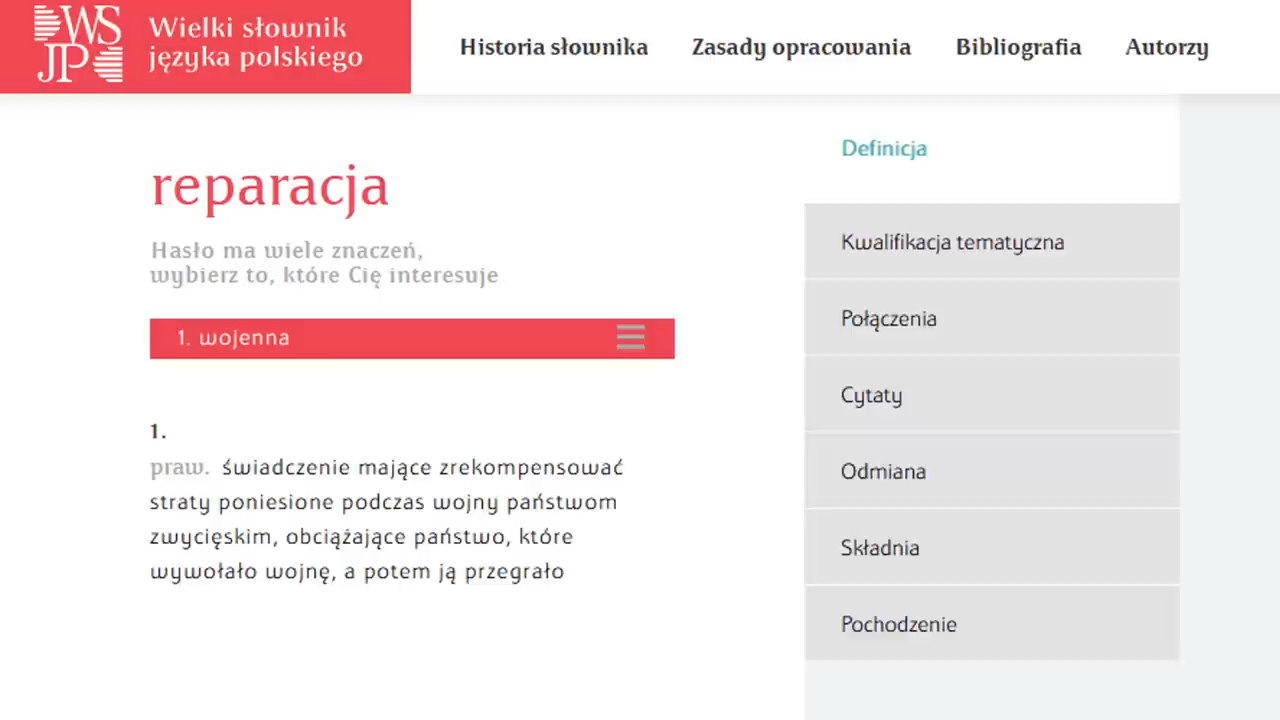 WSJP
Wielki słownik
języka polskiego
Historia słownika
Zasady opracowania
Bibliografia
Autorzy
reparacja
Hasło ma wiele znaczeń,
wybierz to, które Cię interesuje
1. wojenna
1.
praw. świadczenie mające zrekompensować
straty poniesione podczas wojny państwom
zwycięskim, obciążające państwo, które
wywołało wojnę, a potem ją przegrało
Definicja
Kwalifikacja tematyczna
Połączenia
Cytaty
Odmiana
Składnia
Pochodzenie